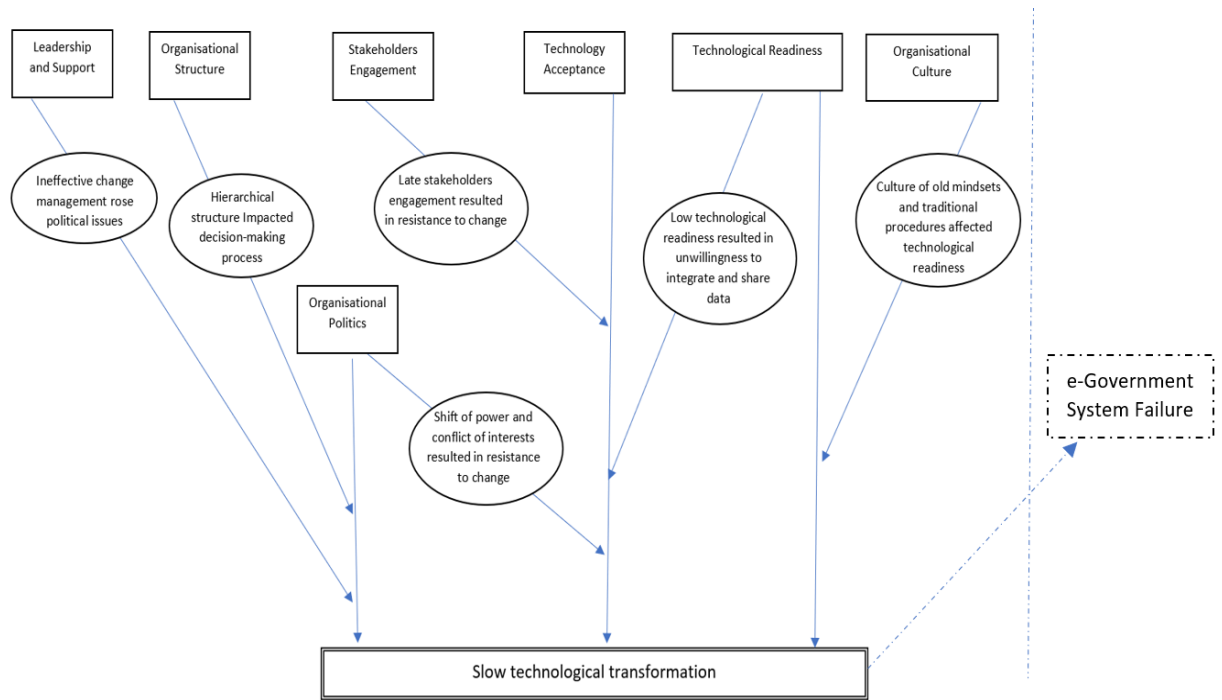 Leadership
and Support
Organisational
Structure
Stakeholders
Engagement
Technology
Acceptance
Technological Readiness
Organisational
Culture
Ineffective change
management rose
political issues
Hierarchical
structure Impacted
decision-making
process
Late stakeholders
engagement resulted
in resistance to change
Low technological
readiness resulted in
unwillingness to
integrate and share
data
Culture of old mindsets
and traditional
procedures affected
technological
readiness
Organisational
Politics
Shift of power and
conflict of interests
resulted in resistance
to change
e-Government
System Failure
Slow technological transformation